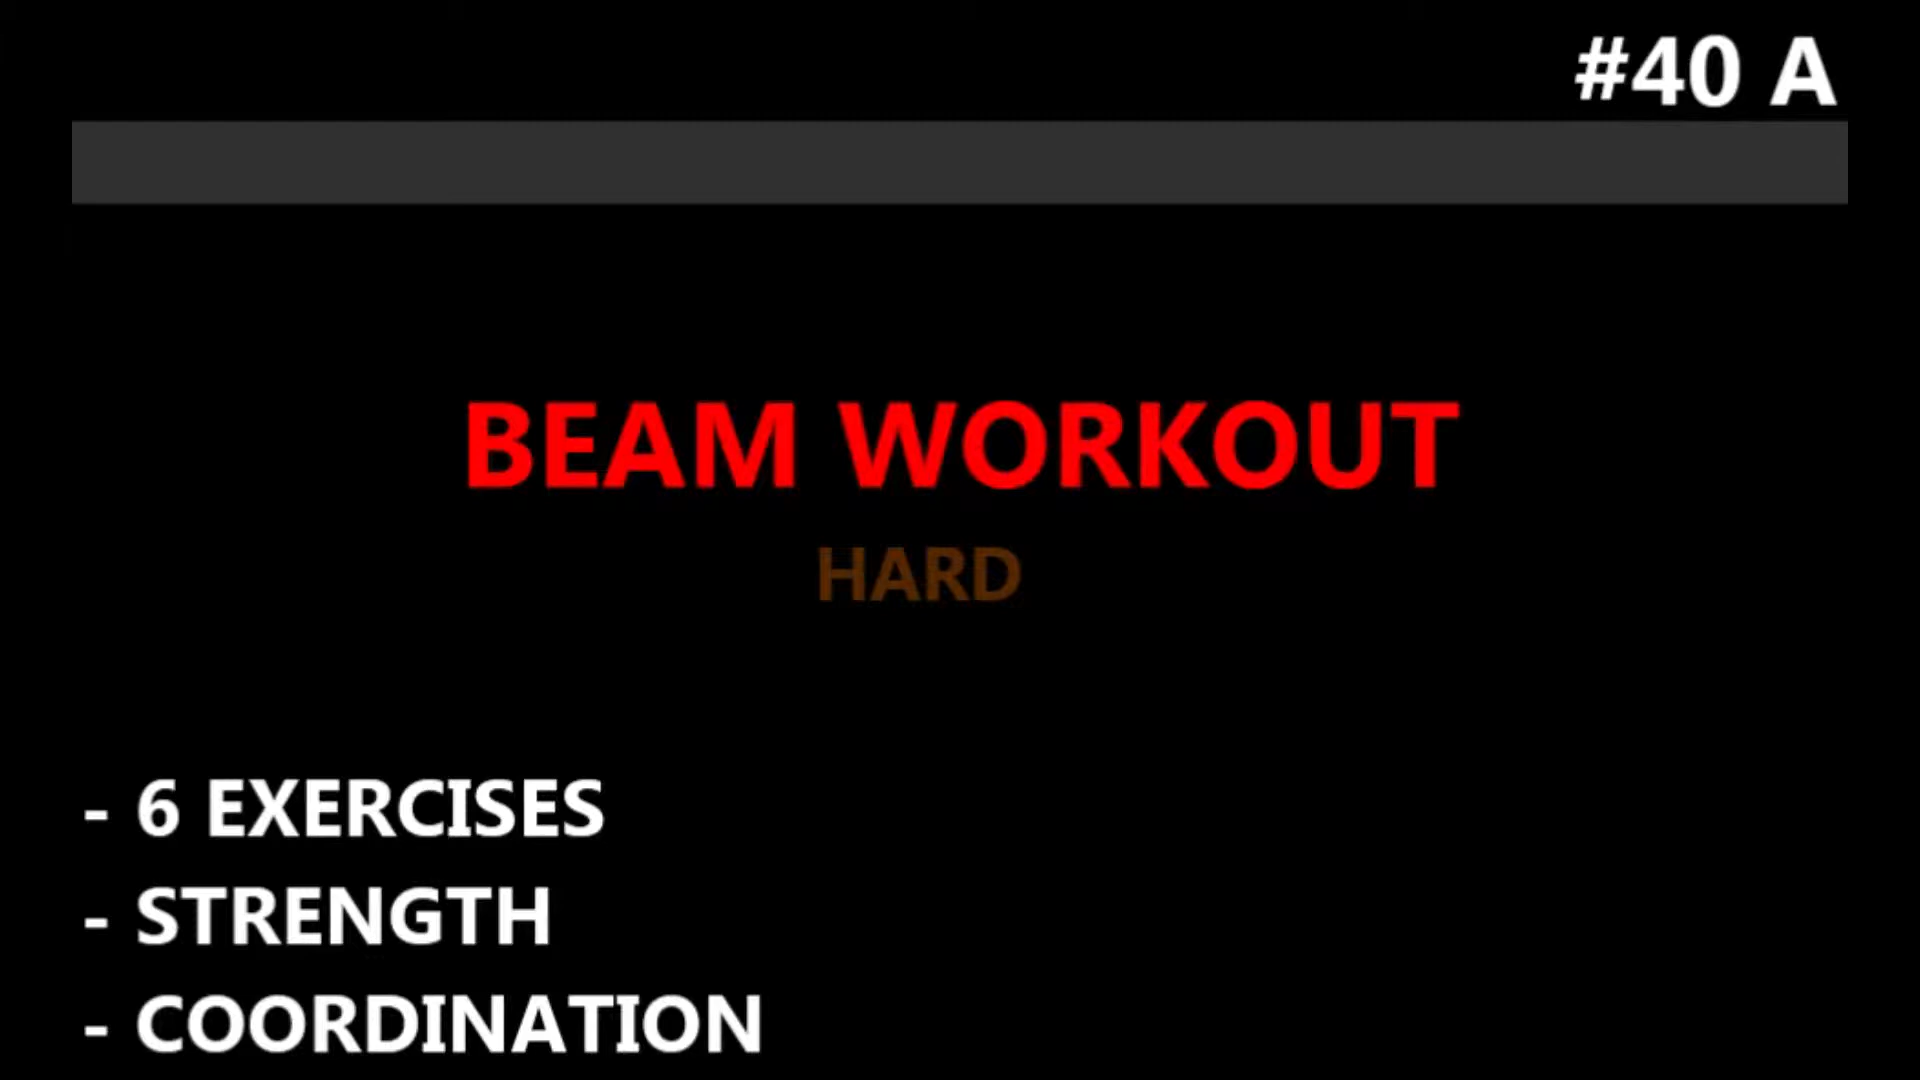 #40 A
BEAM WORKOUT
HARD
- 6 EXERCISES
- STRENGTH
- COORDINATION